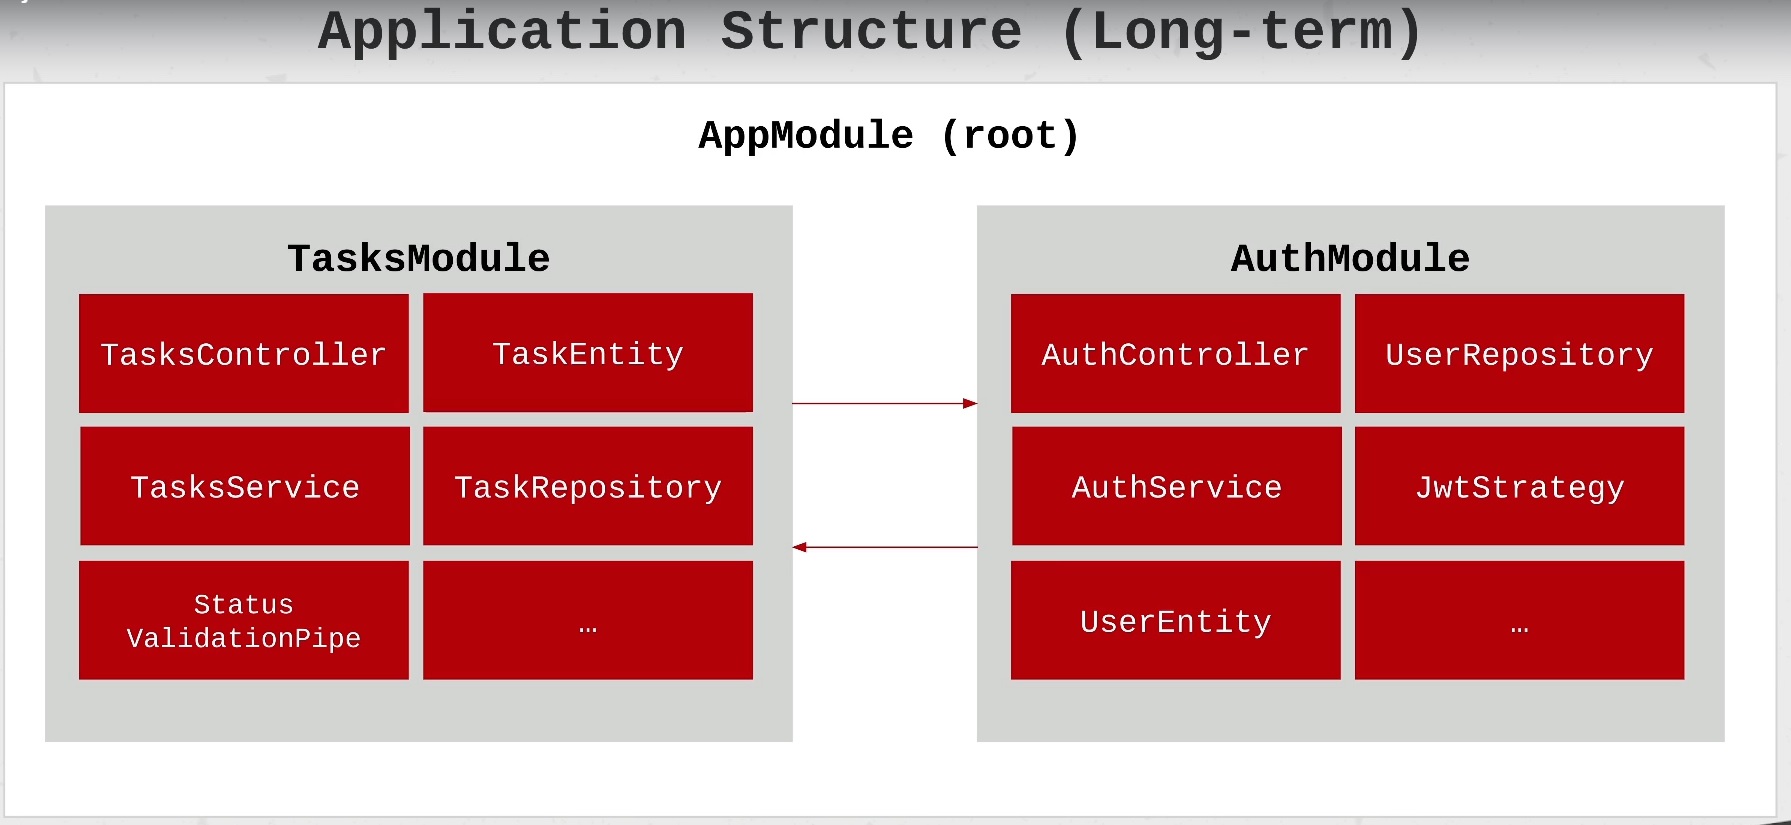 Application Structure (Long-term)
AppModule (root)
TasksModule
TasksController
TaskEntity
TasksService
TaskRepository
Status
ValidationPipe
…
AuthModule
AuthController
UserRepository
AuthService
JwtStrategy
UserEntity
…